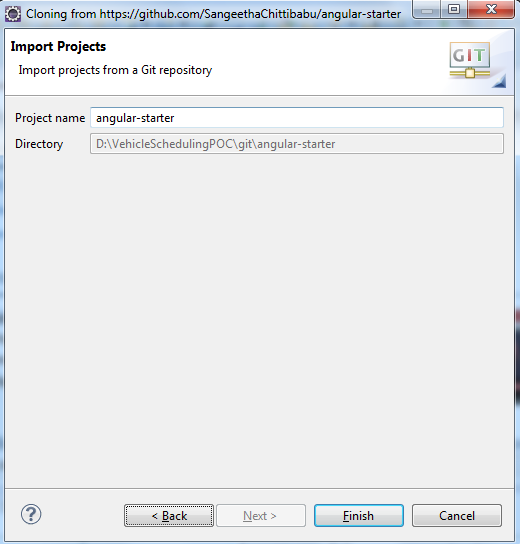 Cloning from https://github.com/SangeethaChittibabu/angular-starter
Import Projects
Import projects from a Git repository
GIT
Project name angular-starter
Directory D:\VehicleSchedulingPOC\git\angular-starter
?
< Back Next > Finish Cancel